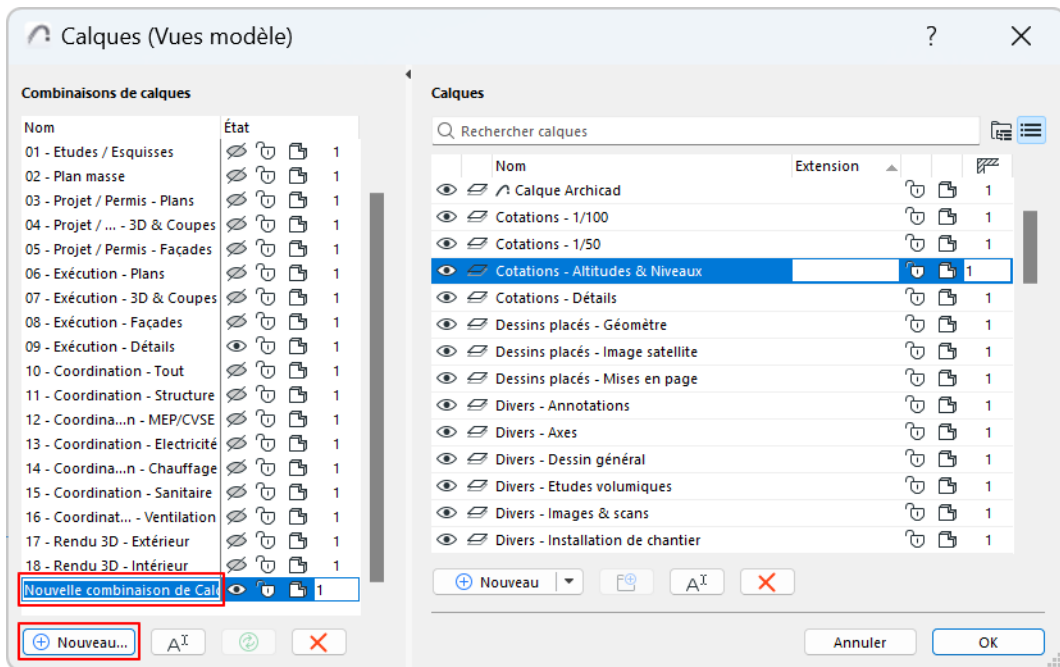 Calques (Vues modèle) ?
Combinaisons de calques
Nom État
01 - Etudes / Esquisses 1
02 - Plan masse 1
03 - Projet / Permis - Plans 1
04 - Projet / ... - 3D & Coupes 1
05 - Projet / Permis - Façades 1
06 - Exécution - Plans 1
07 - Exécution - 3D & Coupes 1
08 - Exécution - Façades 1
09 - Exécution - Détails 1
10 - Coordination - Tout 1
11 - Coordination - Structure 1
12 - Coordina...n - MEP/CVSE 1
13 - Coordination - Electricité 1
14 - Coordina...n - Chauffage 1
15 - Coordination - Sanitaire 1
16 - Coordinat... - Ventilation 1
17 - Rendu 3D - Extérieur 1
18 - Rendu 3D - Intérieur 1
Nouvelle combinaison de Calq 1
Nouveau... A
Calques
Rechercher calques
Nom Extension
Calque Archicad 1
Cotations - 1/100 1
Cotations - 1/50 1
Cotations - Altitudes & Niveaux 1
Cotations - Détails 1
Dessins placés - Géomètre 1
Dessins placés - Image satellite 1
Dessins placés - Mises en page 1
Divers - Annotations 1
Divers - Axes 1
Divers - Dessin général 1
Divers - Etudes volumiques 1
Divers - Images & scans 1
Divers - Installation de chantier 1
Nouveau A
Annuler OK